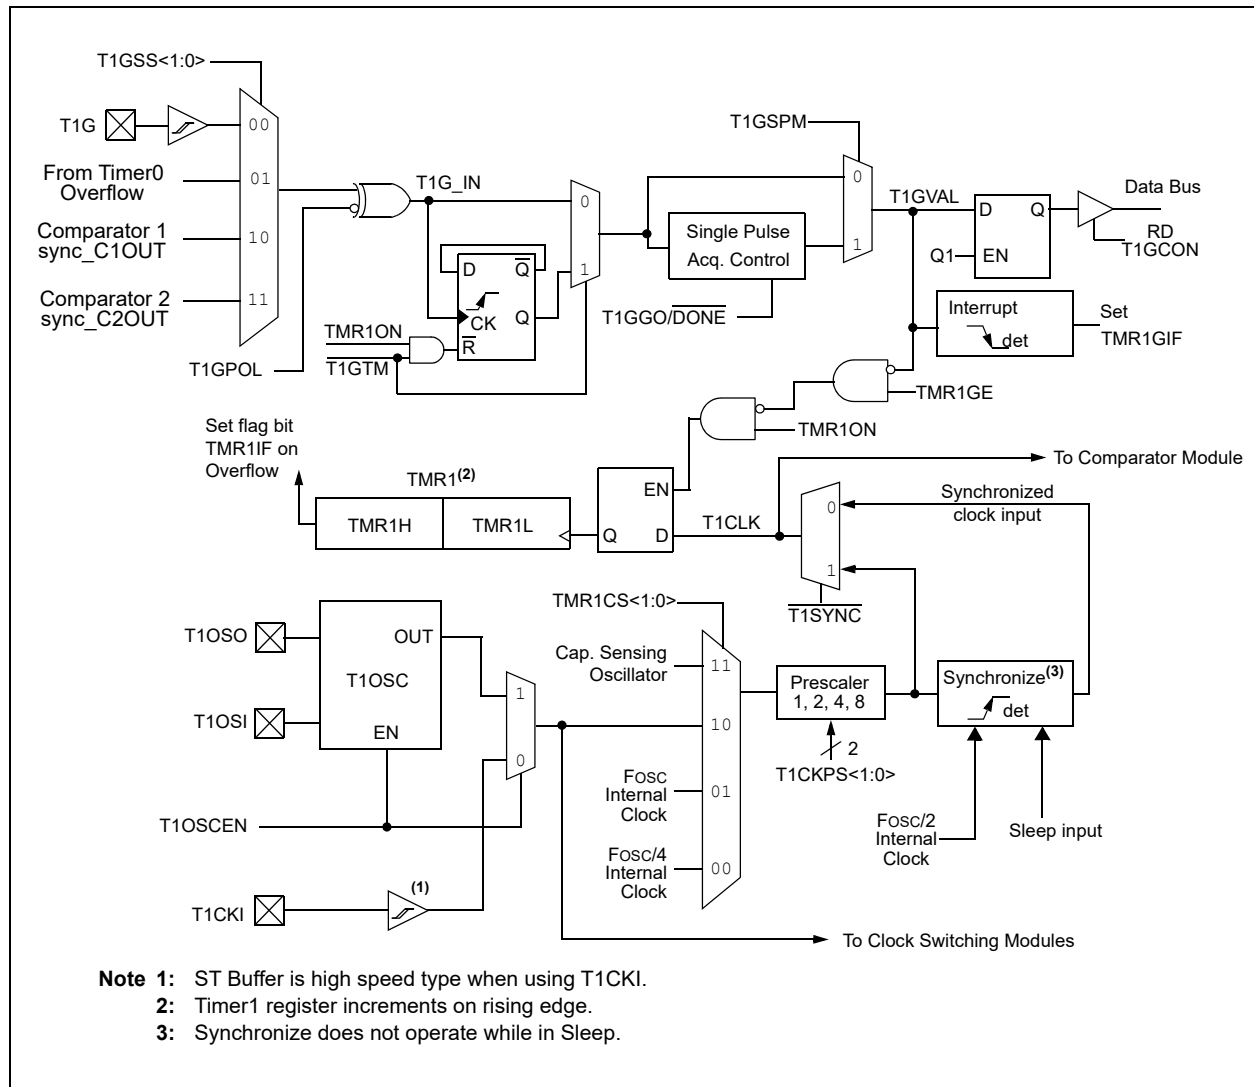 T1GSS<1:0>
T1G
00
From Timer0
Overflow
01
Comparator 1
sync_C1OUT
10
Comparator 2
sync_C2OUT
11
T1GPOL
T1G_IN
0
1
D
Q̅
CK
Q
R̅
TMR1ON
T1GTM
T1GSPM
0
1
Single Pulse
Acq. Control
T1GGO/D̅O̅N̅E̅
T1GVAL
D
Q
Q1
EN
Data Bus
RD
T1GCON
Interrupt
det
Set
TMR1GIF
TMR1GE
TMR1ON
Set flag bit
TMR1IF on
Overflow
TMR1(2)
TMR1H
TMR1L
EN
Q
D
T1CLK
To Comparator Module
0
1
Synchronized
clock input
T̅1̅S̅Y̅N̅C̅
T1OSO
T1OSI
OUT
T1OSC
EN
1
0
T1OSCEN
T1CKI
(1)
TMR1CS<1:0>
Cap. Sensing
Oscillator
11
10
FOSC
Internal
Clock
01
FOSC/4
Internal
Clock
00
Prescaler
1, 2, 4, 8
2
T1CKPS<1:0>
Synchronize(3)
det
FOSC/2
Internal
Clock
Sleep input
To Clock Switching Modules
Note 1: ST Buffer is high speed type when using T1CKI.
2: Timer1 register increments on rising edge.
3: Synchronize does not operate while in Sleep.